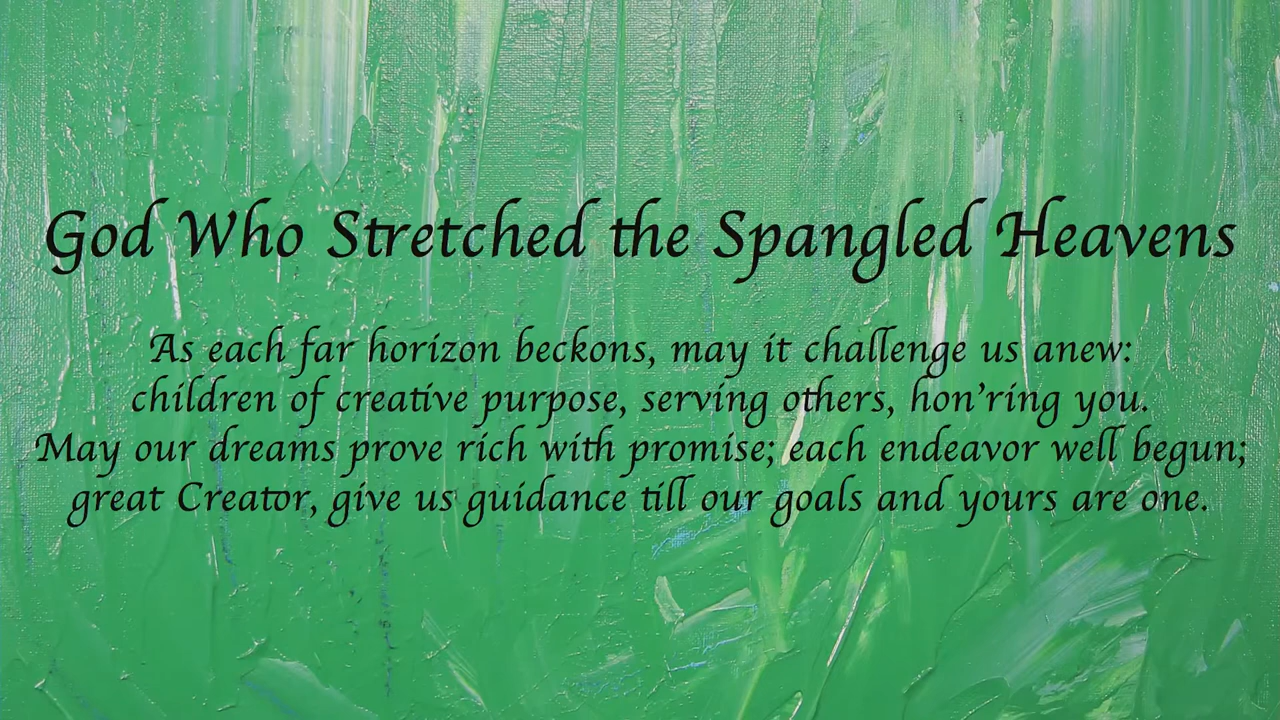 God Who Stretched the Spangled Heavens
As each far horizon beckons, may it challenge us anew:
children of creative purpose, serving others, hon’ring you.
May our dreams prove rich with promise; each endeavor well begun;
great Creator, give us guidance till our goals and yours are one.